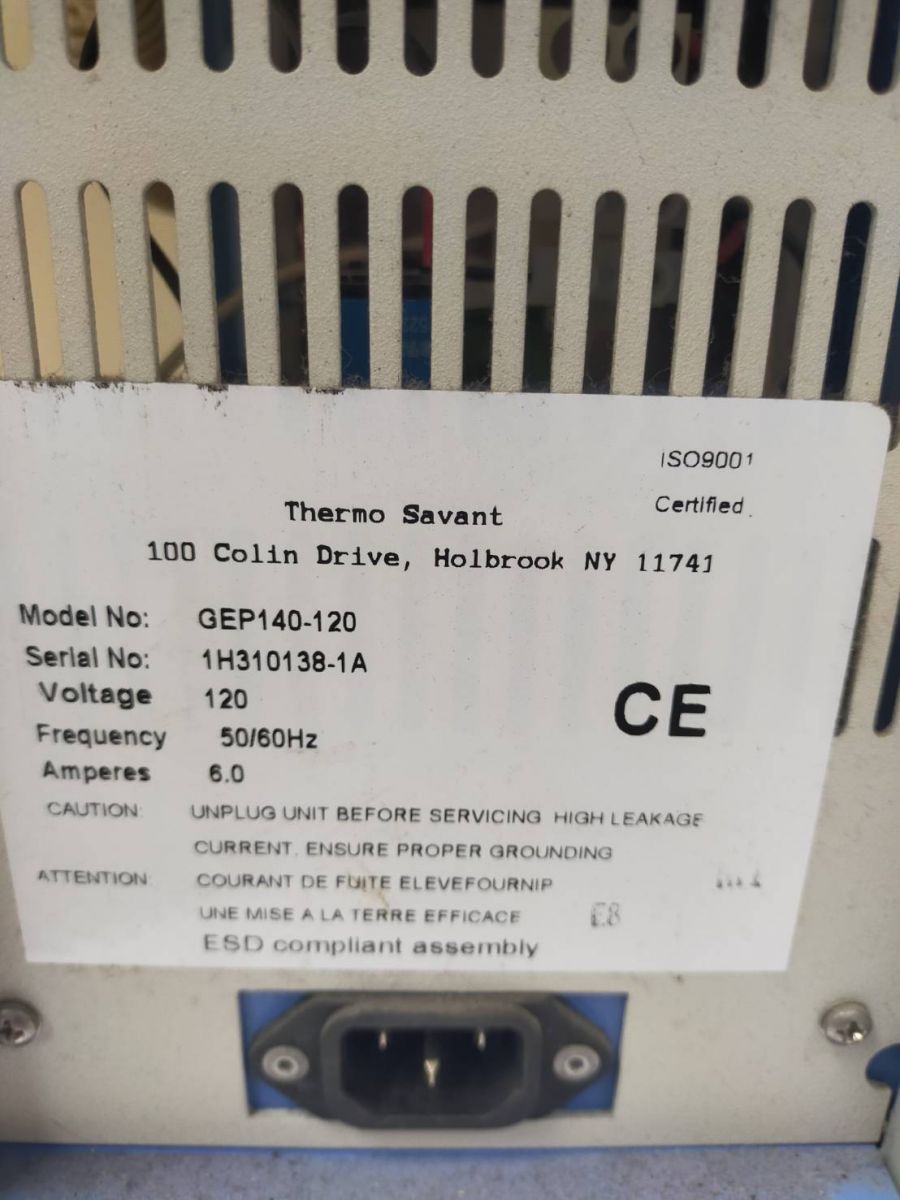 ISO9001
Certified
Thermo Savant
100 Colin Drive, Holbrook NY 11741
Model No: GEP140-120
Serial No: 1H310138-1A
Voltage 120
Frequency 50/60Hz
Amperes 6.0
CE
CAUTION: UNPLUG UNIT BEFORE SERVICING HIGH LEAKAGE
CURRENT. ENSURE PROPER GROUNDING
ATTENTION: COURANT DE FUITE ELEVEFOURNIP
UNE MISE A LA TERRE EFFICACE
E8
ESD compliant assembly